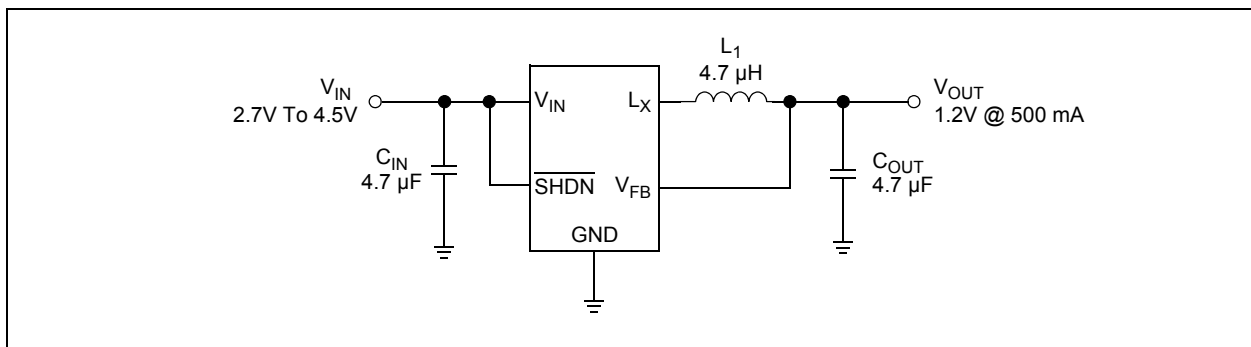 V_IN
2.7V To 4.5V
C_IN
4.7 µF
V_IN
SHDN
GND
L_X
V_FB
L_1
4.7 µH
V_OUT
1.2V @ 500 mA
C_OUT
4.7 µF